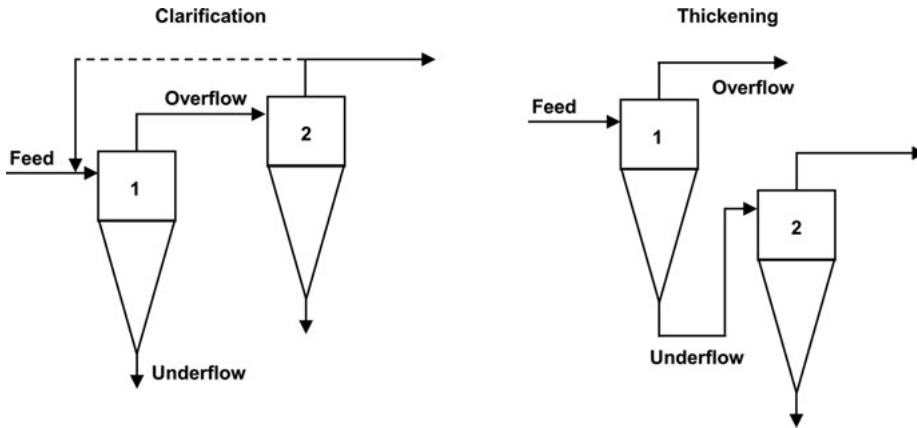 Clarification
Overflow
2
Feed
1
Underflow
Thickening
Overflow
Feed
1
2
Underflow